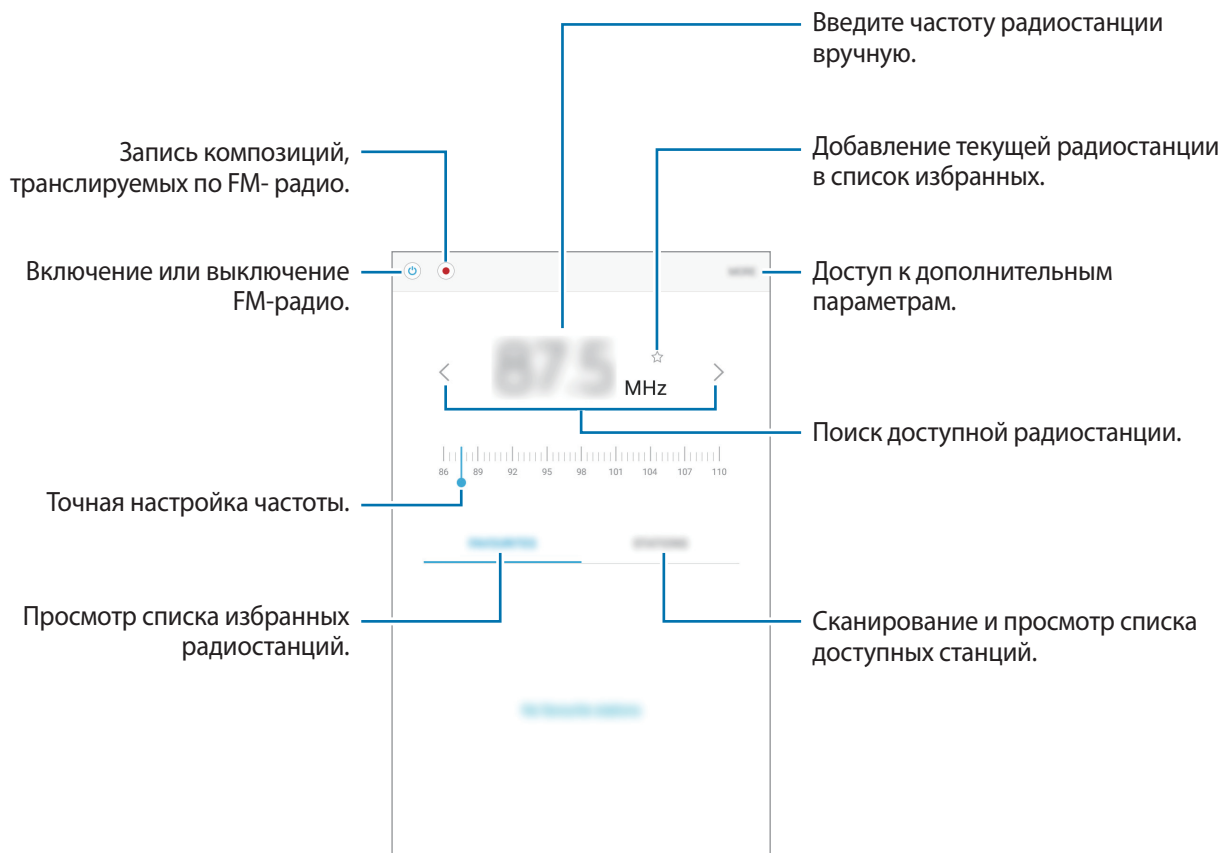 Введите частоту радиостанции
вручную.
Запись композиций,
транслируемых по FM- радио.
Добавление текущей радиостанции
в список избранных.
Включение или выключение
FM-радио.
Доступ к дополнительным
параметрам.
87.5
MHz
Поиск доступной радиостанции.
86 89 92 95 98 101 104 107 110
Точная настройка частоты.
Просмотр списка избранных
радиостанций.
Сканирование и просмотр списка
доступных станций.